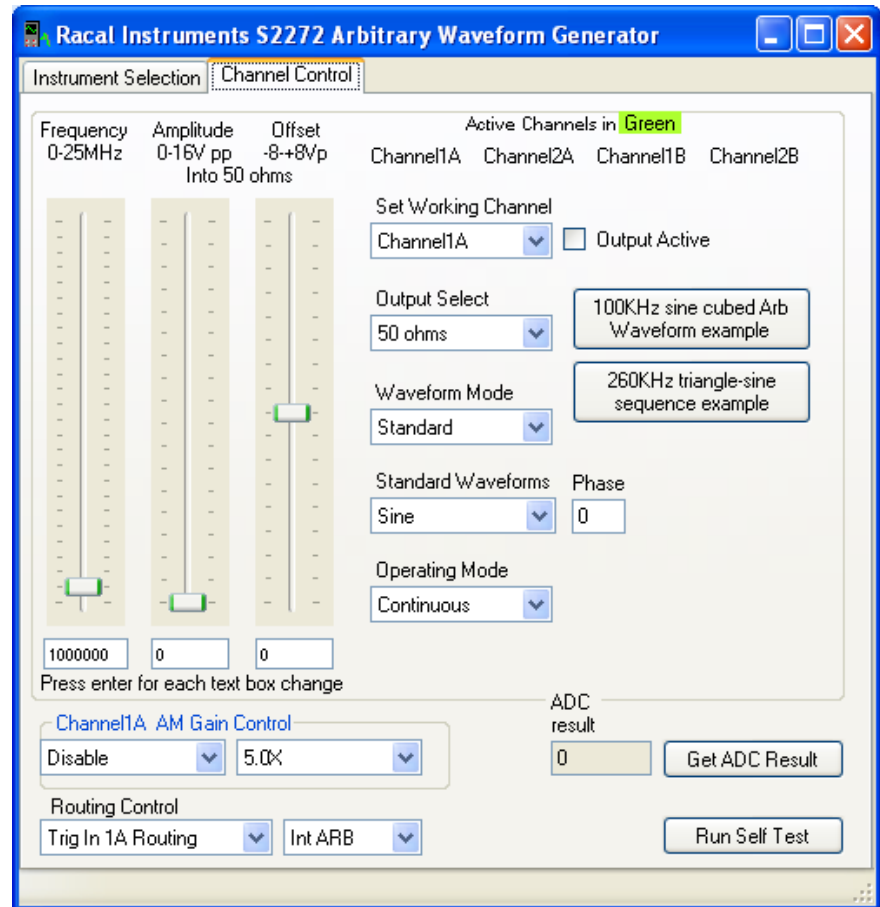 Racal Instruments S2272 Arbitrary Waveform Generator
Instrument Selection Channel Control
Frequency Amplitude Offset
0-25MHz 0-16V pp -8-+8Vp
Into 50 ohms
Active Channels in Green
Channel1A Channel2A Channel1B Channel2B
Set Working Channel
Channel1A Output Active
Output Select
50 ohms
100KHz sine cubed Arb
Waveform example
260KHz triangle-sine
sequence example
Waveform Mode
Standard
Standard Waveforms Phase
Sine 0
Operating Mode
Continuous
1000000 0 0
Press enter for each text box change
Channel1A AM Gain Control
Disable 5.0X
ADC
result
0 Get ADC Result
Routing Control
Trig In 1A Routing Int ARB
Run Self Test